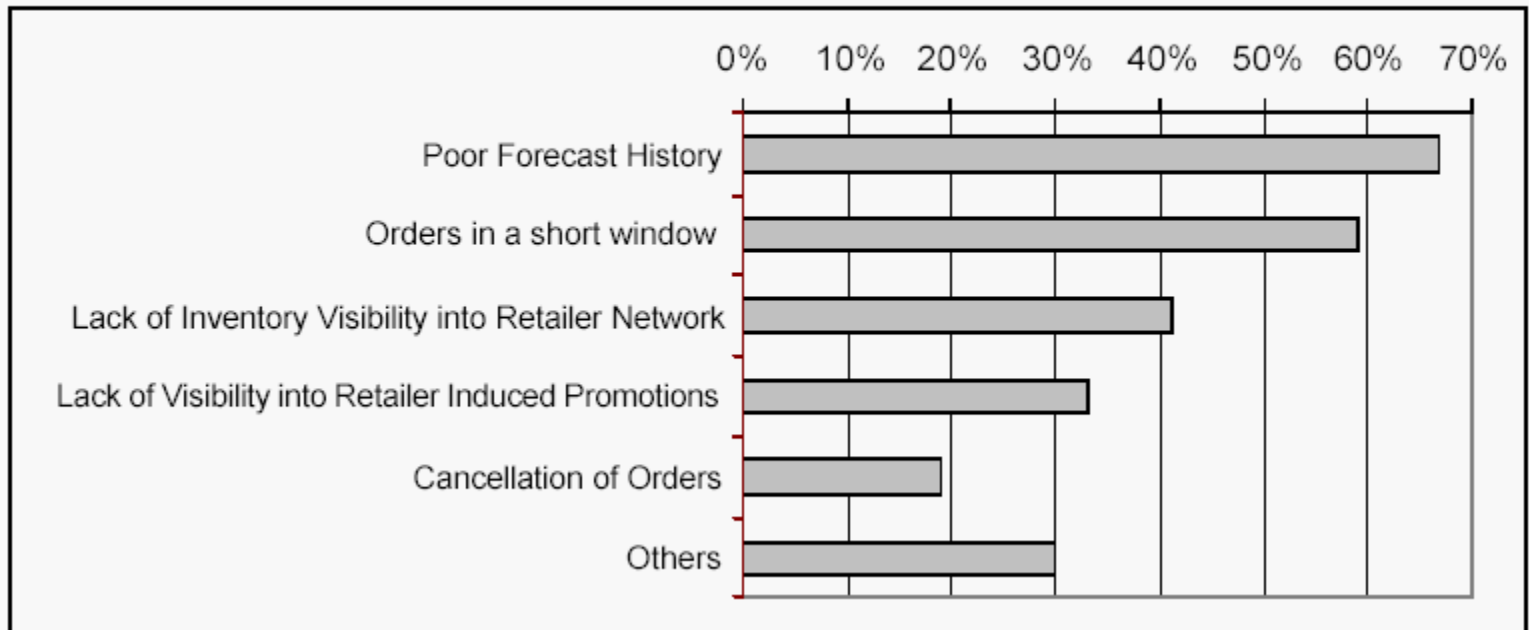 0% 10% 20% 30% 40% 50% 60% 70%
Poor Forecast History
Orders in a short window
Lack of Inventory Visibility into Retailer Network
Lack of Visibility into Retailer Induced Promotions
Cancellation of Orders
Others